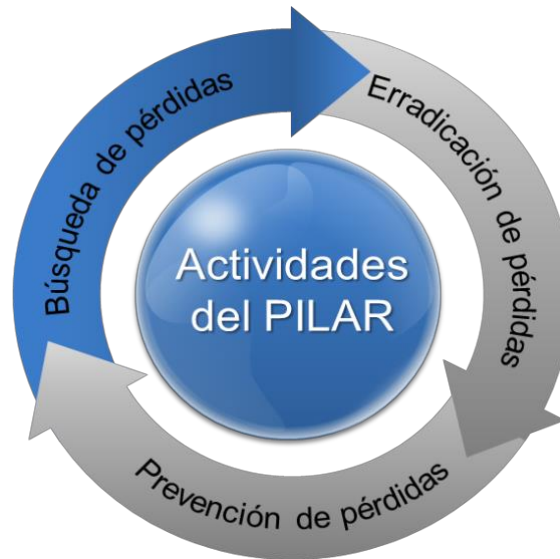 Búsqueda de pérdidas
Erradicación de pérdidas
Actividades
del PILAR
Prevención de pérdidas